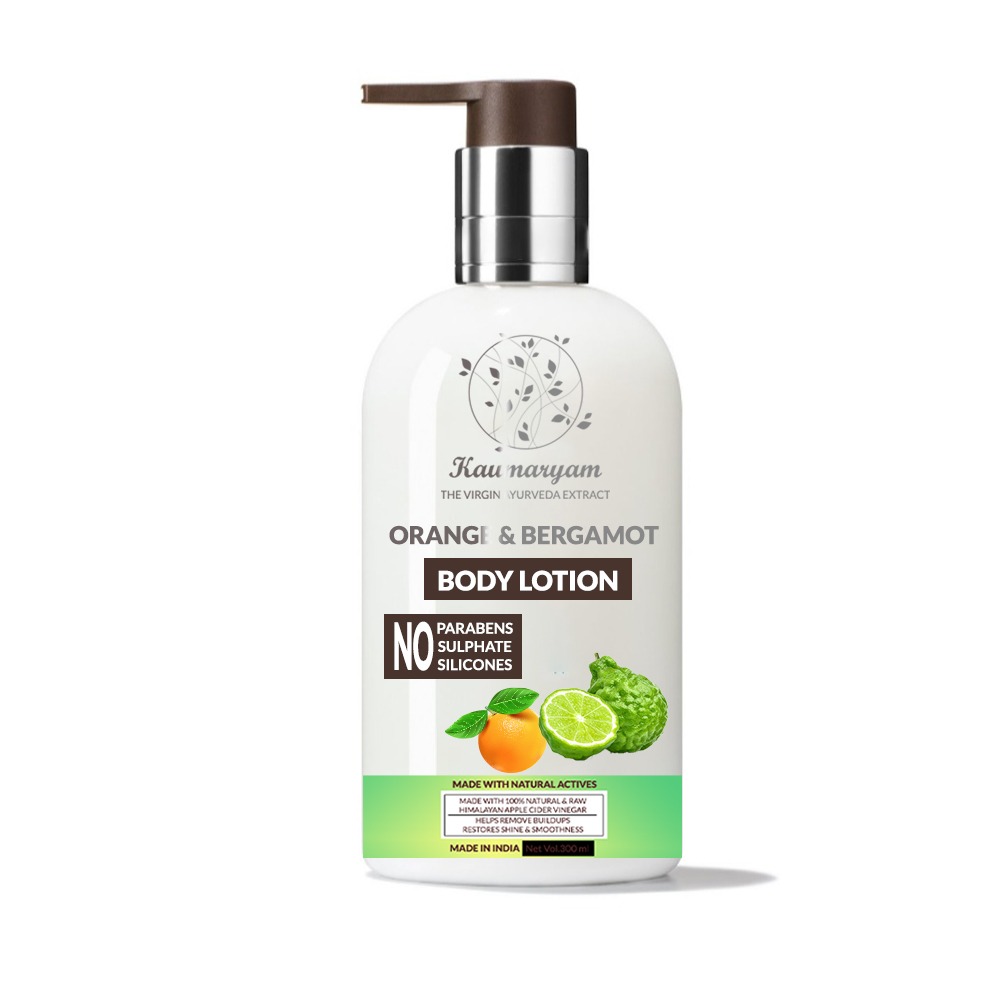 Kaumaryam
THE VIRGIN AYURVEDA EXTRACT
ORANGE & BERGAMOT
BODY LOTION
NO PARABENS
SULPHATE
SILICONES
MADE WITH NATURAL ACTIVES
MADE WITH 100% NATURAL & RAW
HIMALAYAN APPLE CIDER VINEGAR
HELPS REMOVE BUILDUPS
RESTORES SHINE & SMOOTHNESS
MADE IN INDIA Net Vol.300 ml